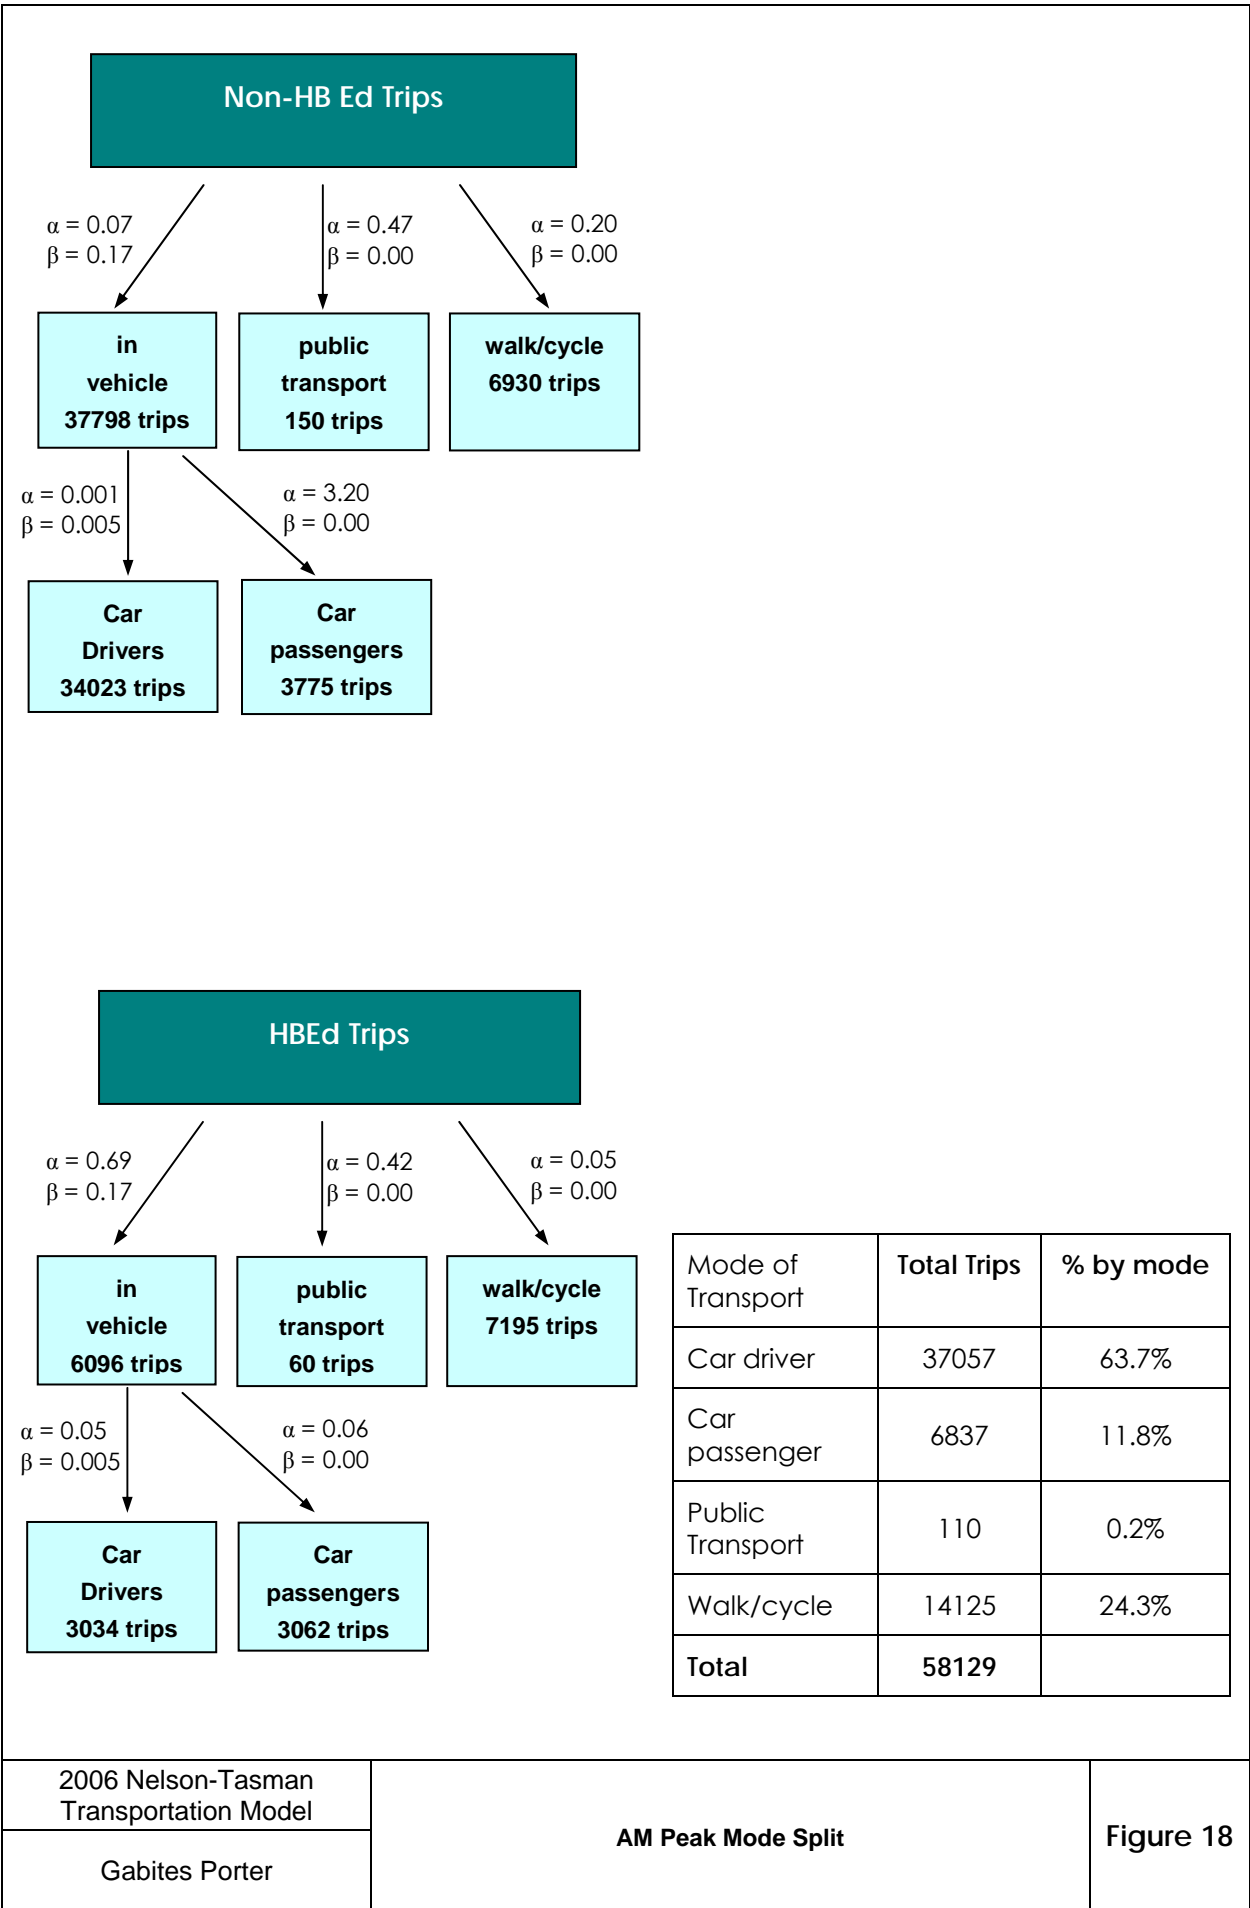 Non-HB Ed Trips
α = 0.07
β = 0.17
α = 0.47
β = 0.00
α = 0.20
β = 0.00
in
vehicle
37798 trips
public
transport
150 trips
walk/cycle
6930 trips
α = 0.001
β = 0.005
α = 3.20
β = 0.00
Car
Drivers
34023 trips
Car
passengers
3775 trips
HBEd Trips
α = 0.69
β = 0.17
α = 0.42
β = 0.00
α = 0.05
β = 0.00
in
vehicle
6096 trips
public
transport
60 trips
walk/cycle
7195 trips
α = 0.05
β = 0.005
α = 0.06
β = 0.00
Car
Drivers
3034 trips
Car
passengers
3062 trips
Mode of
Transport
Total Trips
% by mode
Car driver
37057
63.7%
Car
passenger
6837
11.8%
Public
Transport
110
0.2%
Walk/cycle
14125
24.3%
Total
58129
2006 Nelson-Tasman
Transportation Model
Gabites Porter
AM Peak Mode Split
Figure 18